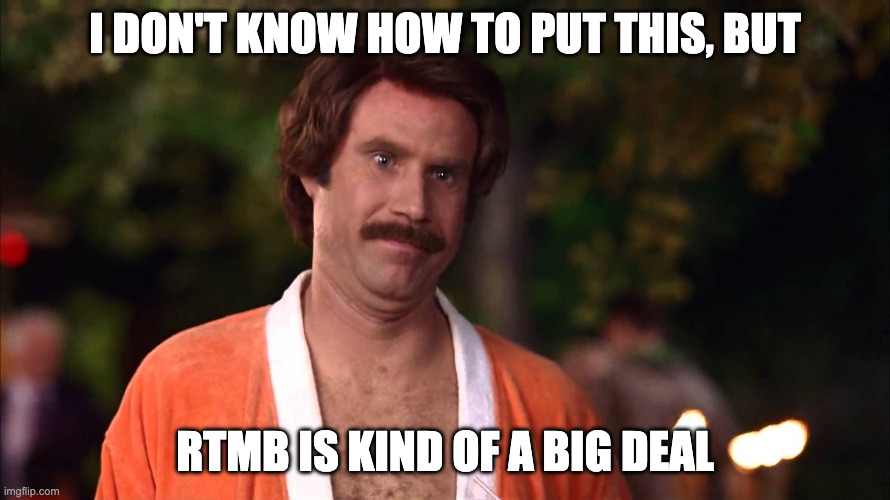 I DON'T KNOW HOW TO PUT THIS, BUT
RTMB IS KIND OF A BIG DEAL
imgflip.com